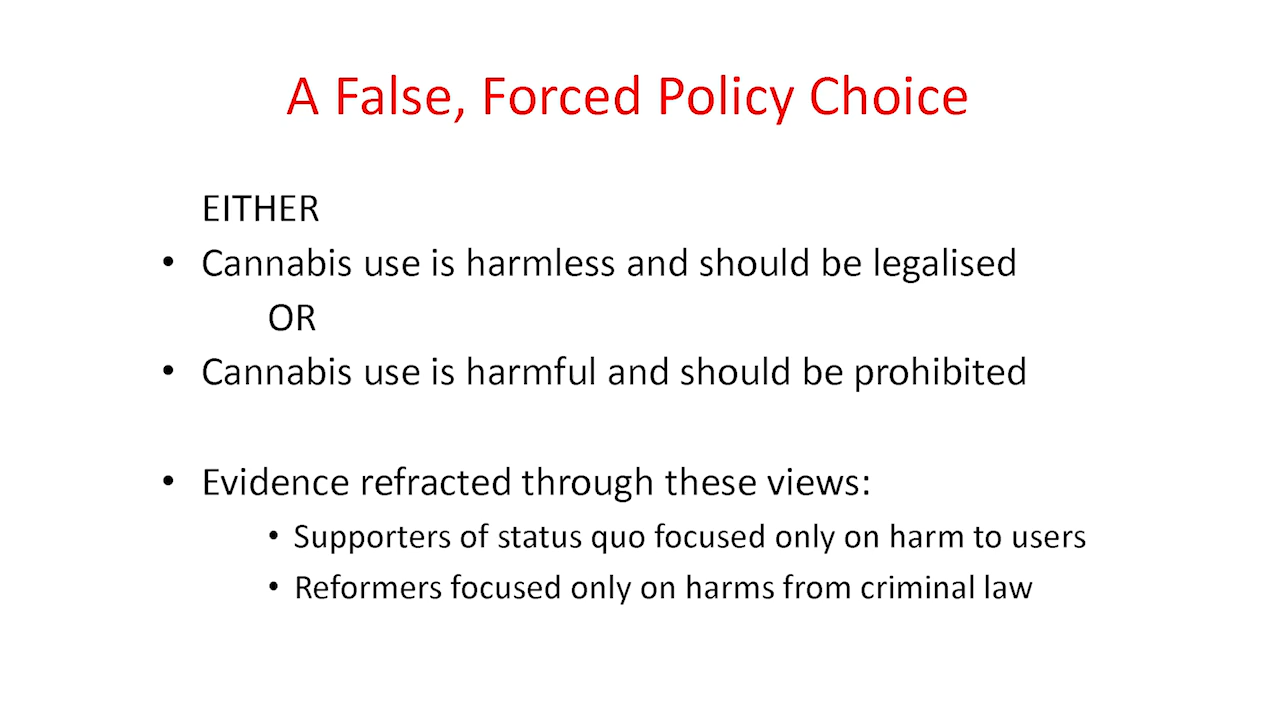 A False, Forced Policy Choice
EITHER
• Cannabis use is harmless and should be legalised
OR
• Cannabis use is harmful and should be prohibited
• Evidence refracted through these views:
• Supporters of status quo focused only on harm to users
• Reformers focused only on harms from criminal law